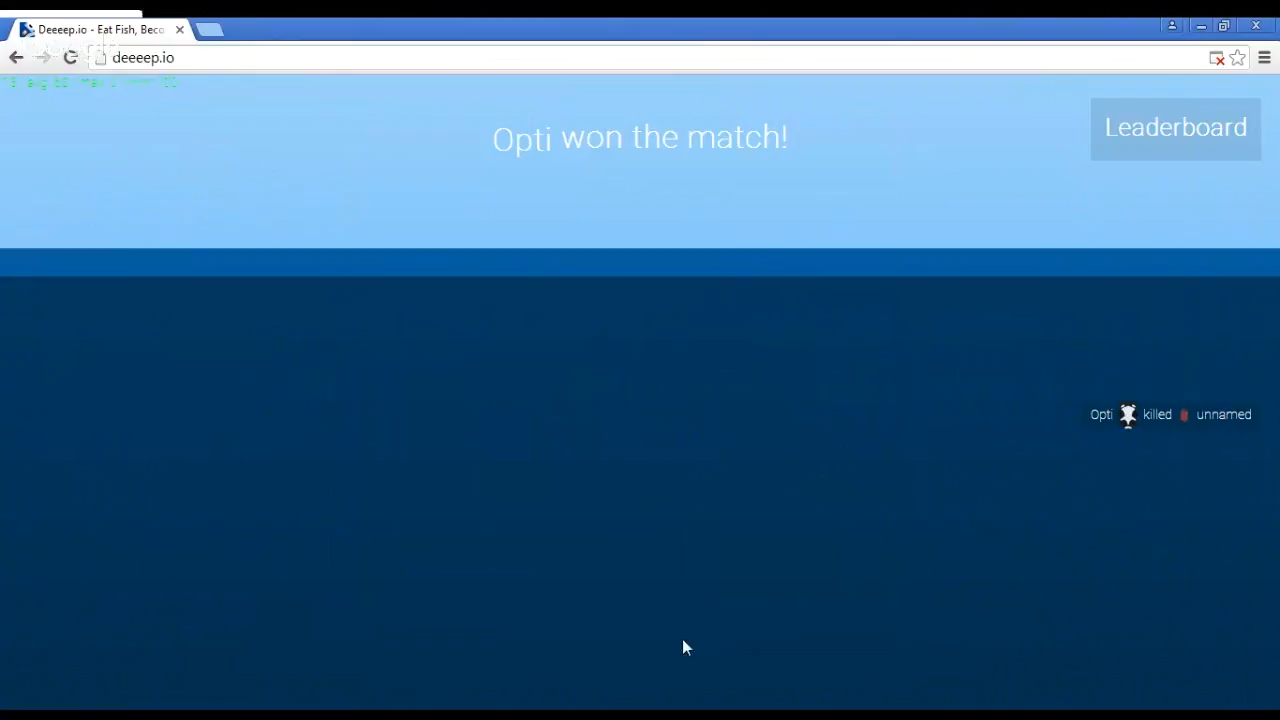 Deeeep.io - Eat Fish, Beco
deeeep.io
Opti won the match!
Leaderboard
Opti killed unnamed